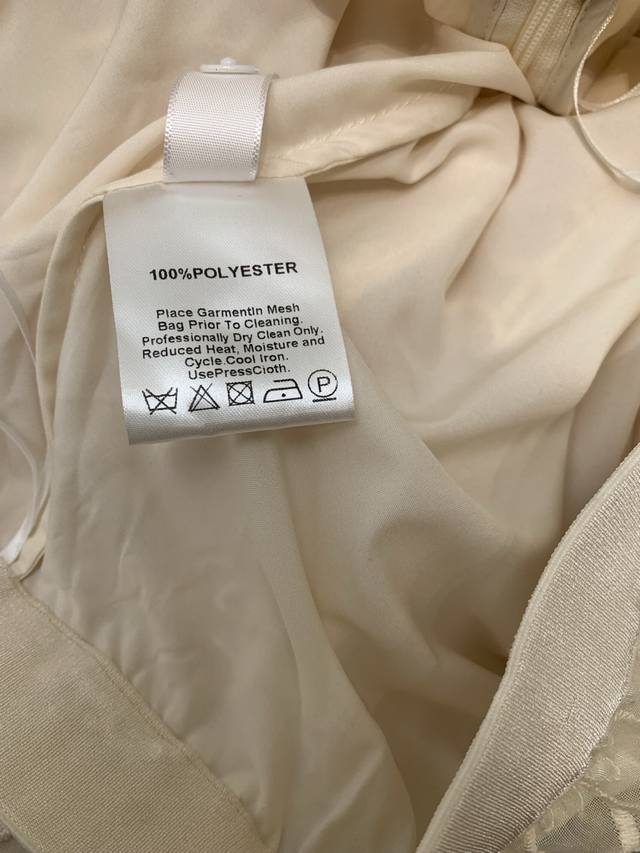 100%POLYESTER
Place GarmentIn Mesh
Bag Prior To Cleaning.
Professionally Dry Clean Only.
Reduced Heat, Moisture and
Cycle.Cool Iron.
UsePressCloth.
P